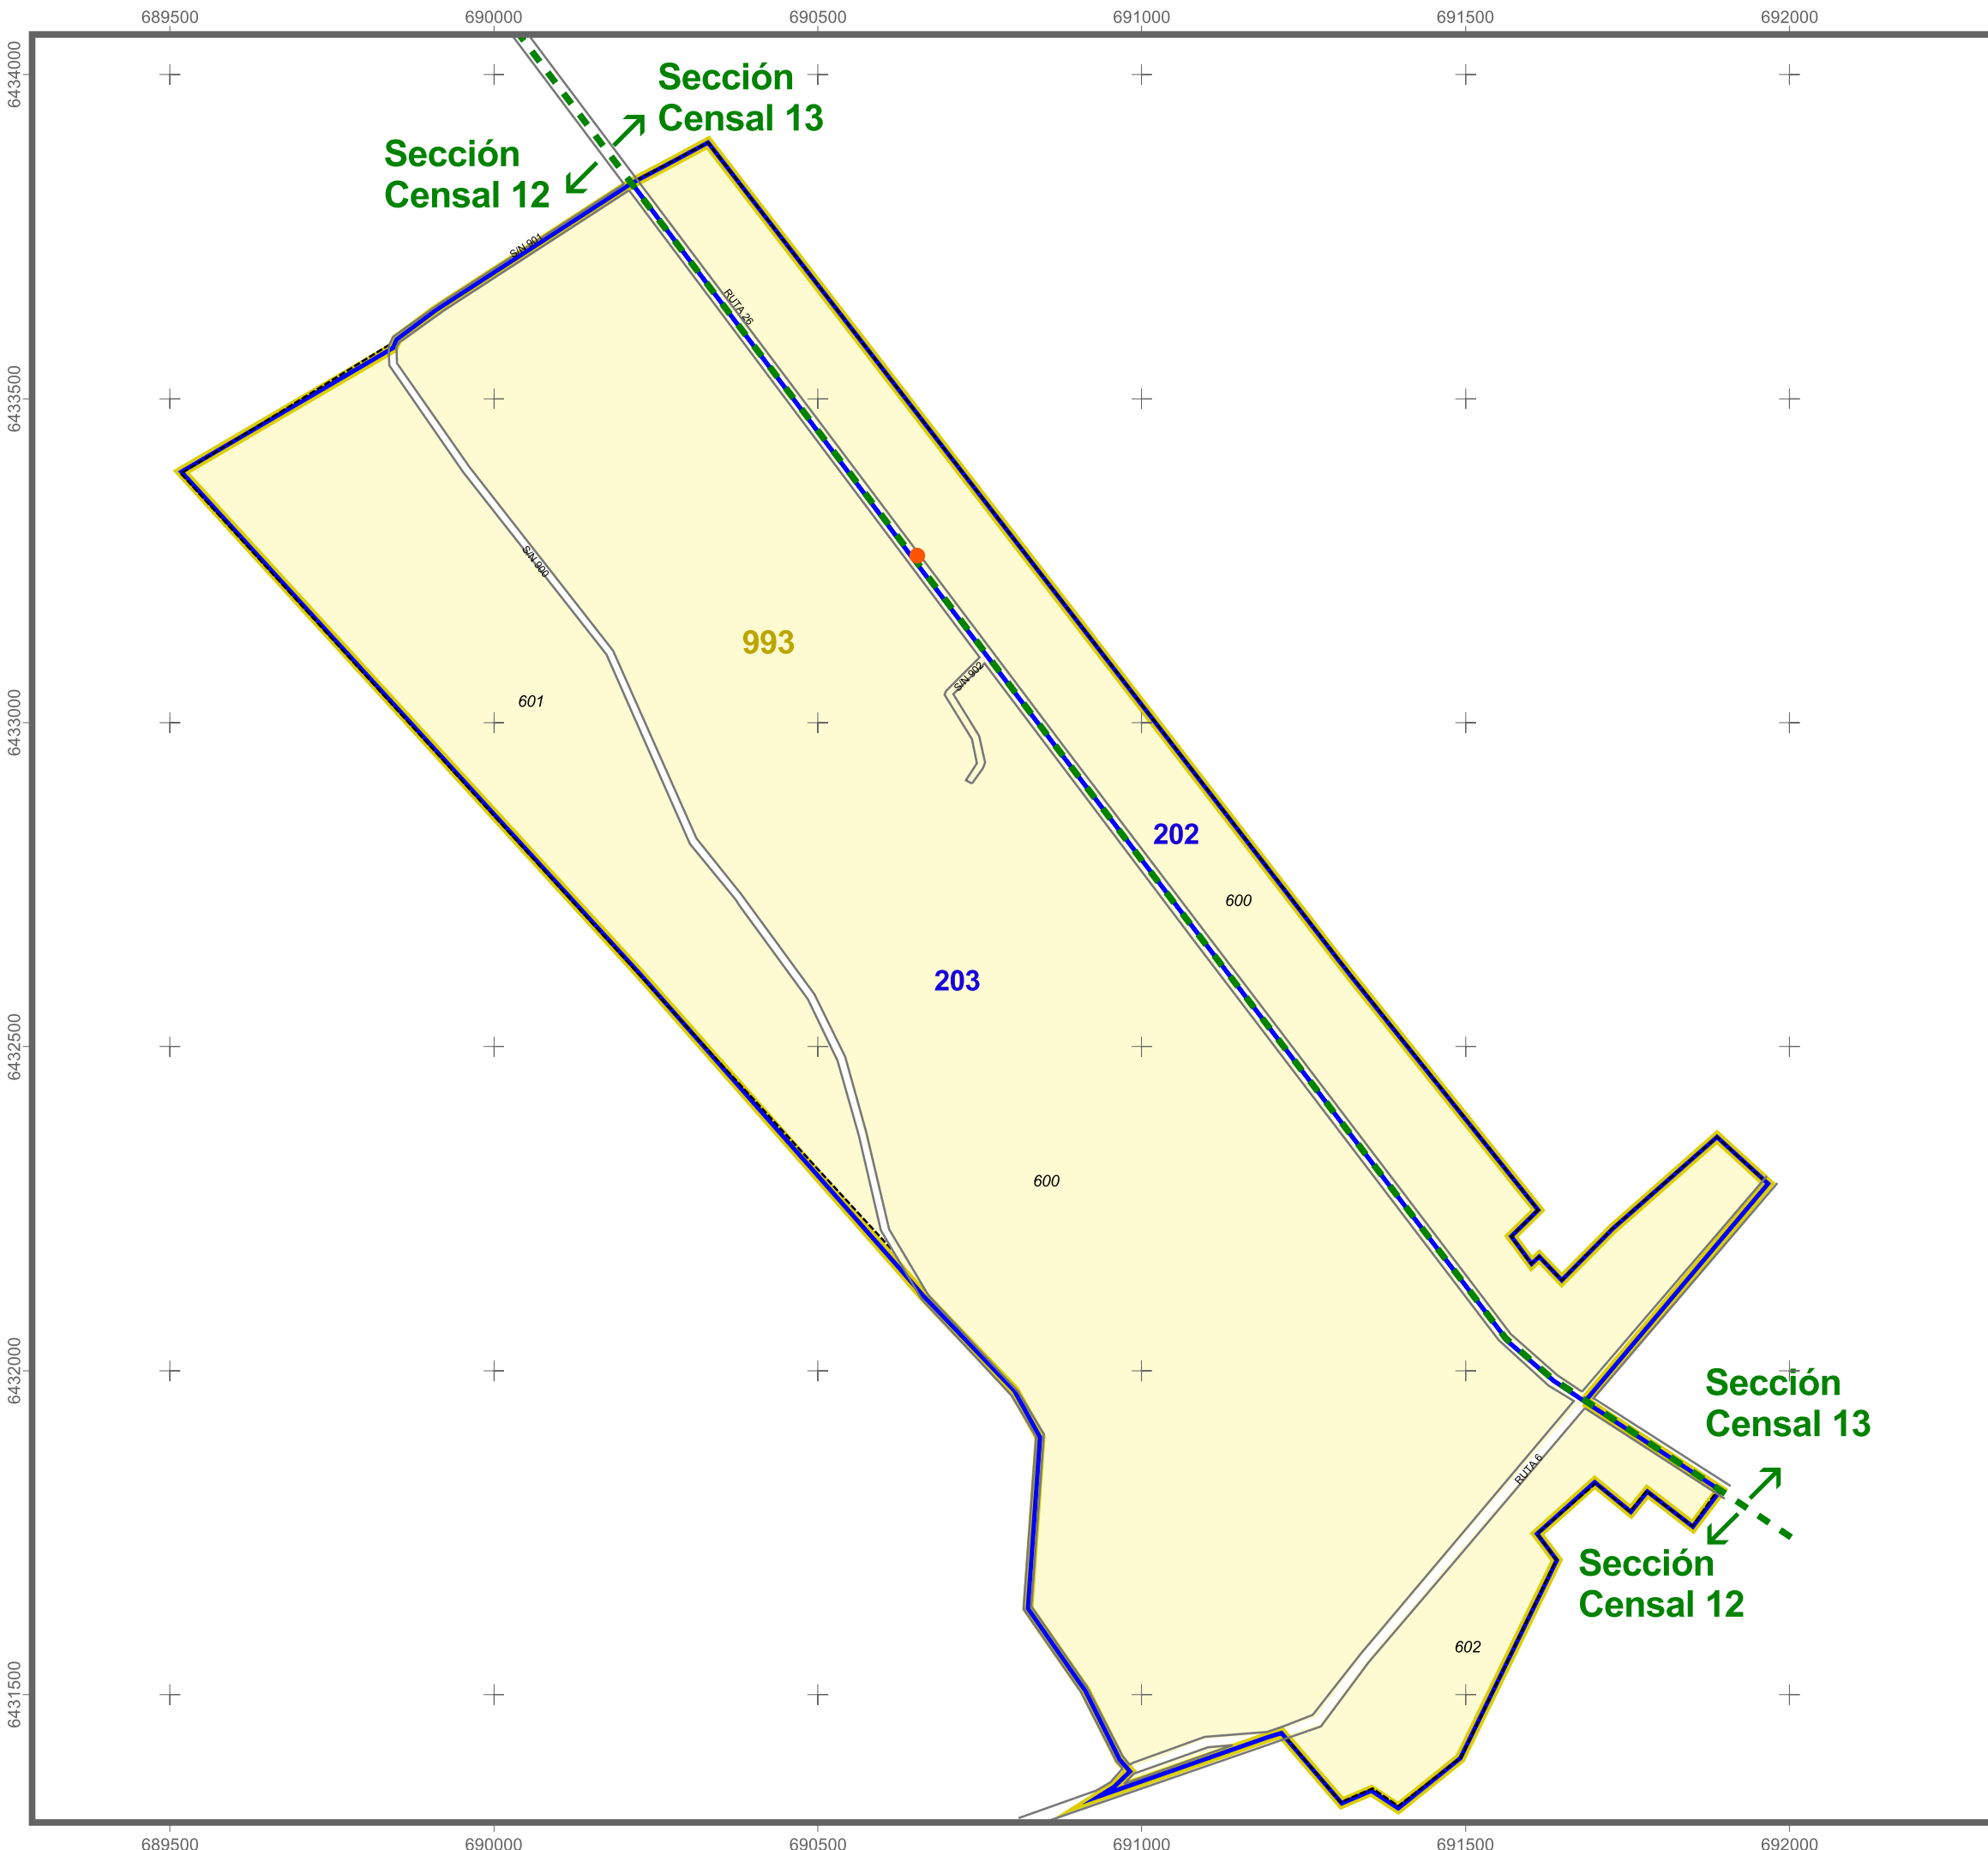 689500 690000 690500 691000 691500 692000
6434000
Sección
Censal 13
Sección
Censal 12
S/N 901
RUTA 26
6433500
S/N 900
993
S/N 902
601
6433000
202
600
203
6432500
600
6432000
Sección
Censal 13
RUTA 6
Sección
Censal 12
602
6431500
689500 690000 690500 691000 691500 692000